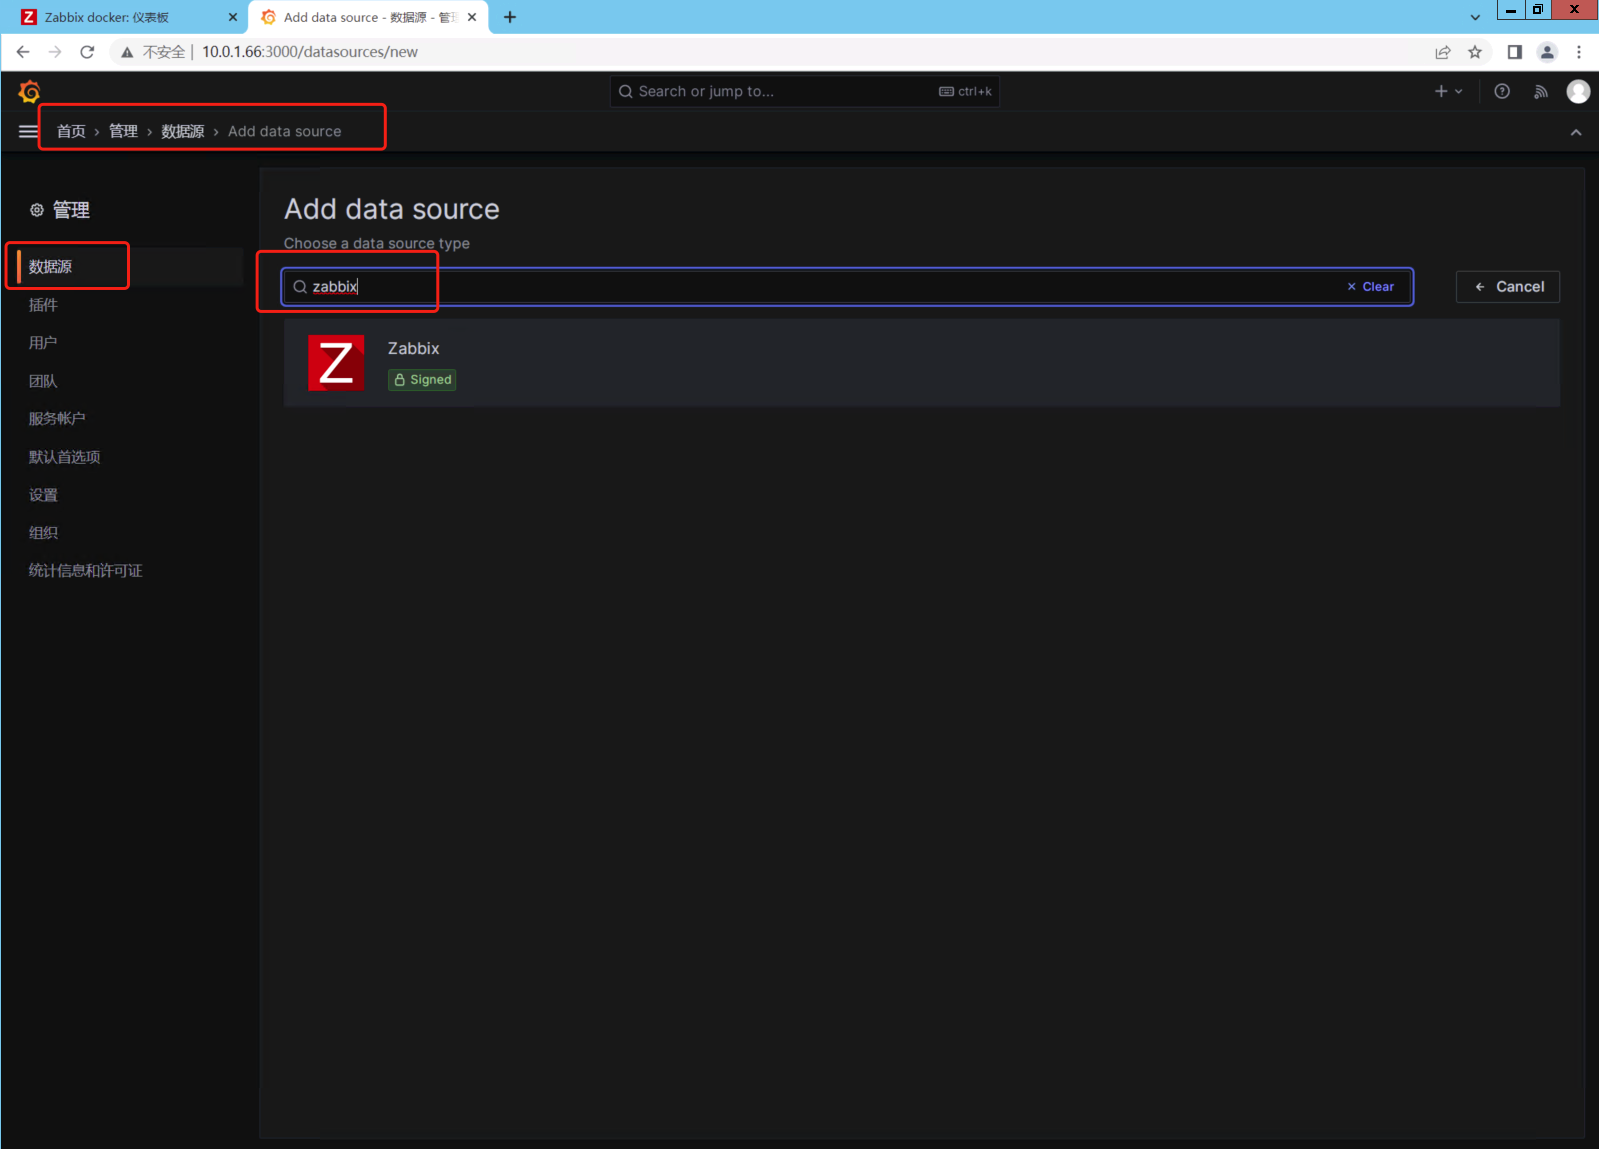 Zabbix docker: 仪表板
Add data source - 数据源 - 管理
不安全 | 10.0.1.66:3000/datasources/new
Search or jump to...
ctrl+k
首页 › 管理 › 数据源 › Add data source
管理
数据源
插件
用户
团队
服务帐户
默认首选项
设置
组织
统计信息和许可证
Add data source
Choose a data source type
zabbix
Clear
Cancel
Z
Zabbix
Signed